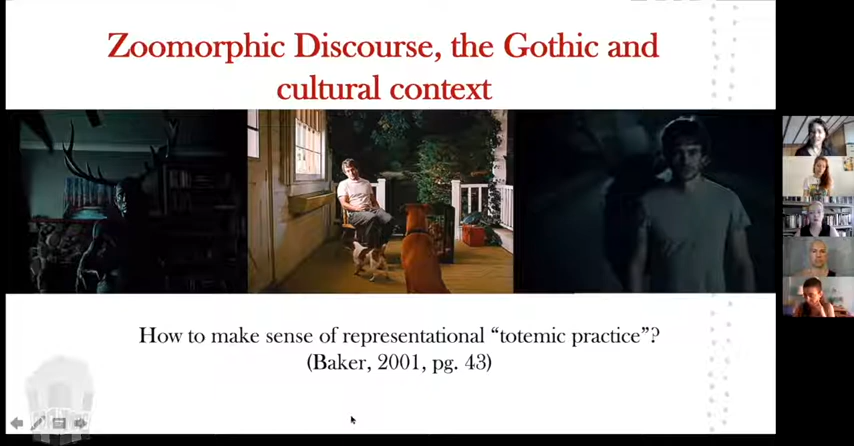 Zoomorphic Discourse, the Gothic and
cultural context
How to make sense of representational “totemic practice”?
(Baker, 2001, pg. 43)